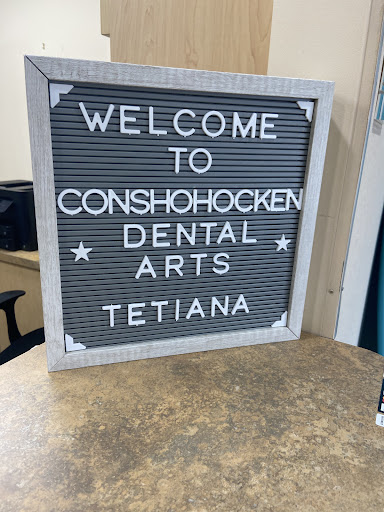 WELCOME
TO
CONSHOHOCKEN
DENTAL
ARTS
TETIANA